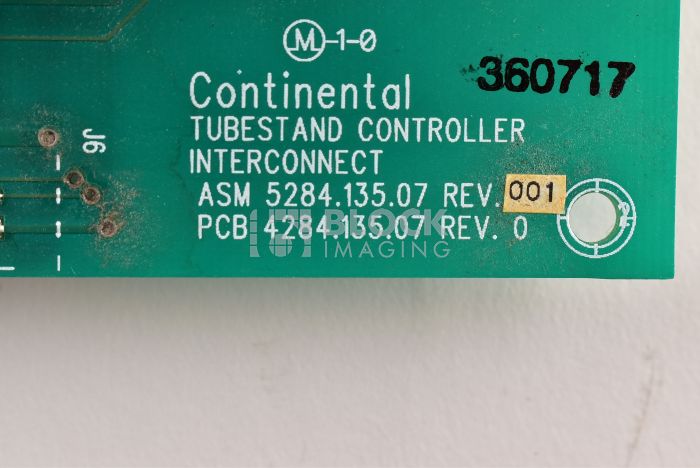 M-1-0
360717
Continental
TUBESTAND CONTROLLER
INTERCONNECT
ASM 5284.135.07 REV. 001
PCB 4284.135.07 REV. 0
J6
BLOCK
IMAGING